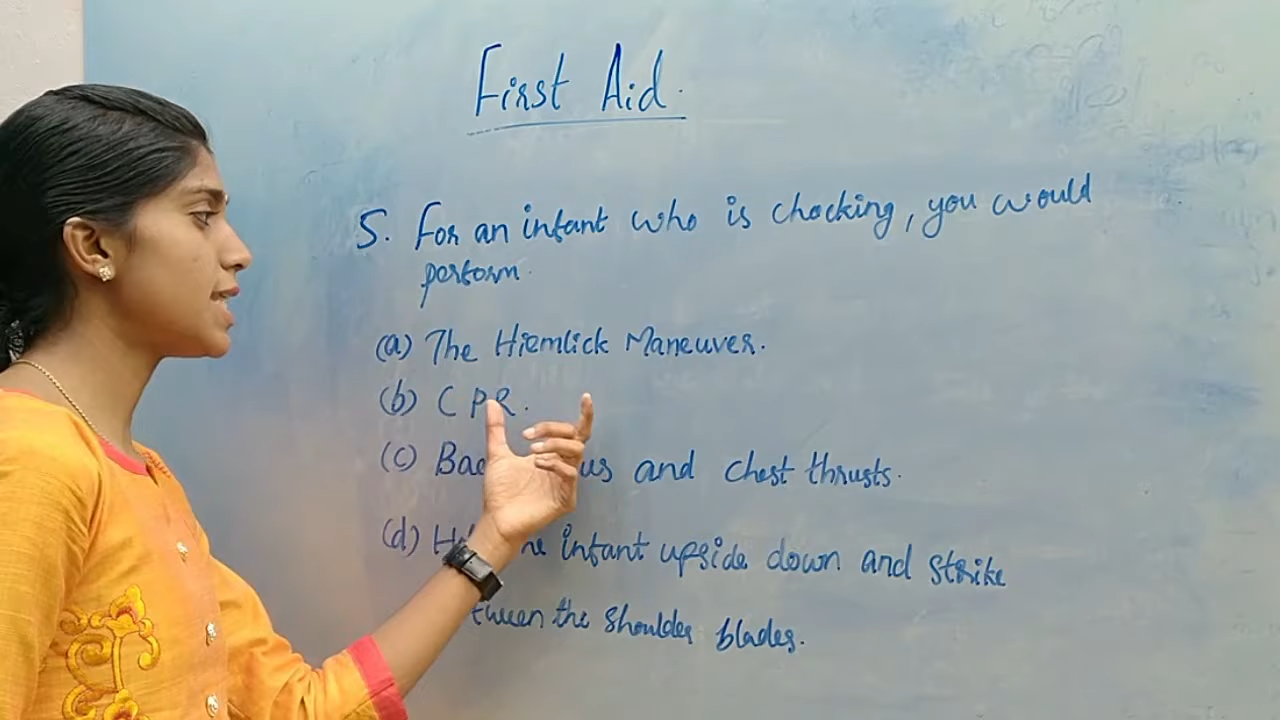 First Aid.
5. For an infant who is chocking, you would
perform.
(a) The Hiemlick Maneuver.
(b) CPR.
(c) and chest thrusts.
(d) infant upside down and strike
the shoulder blades.